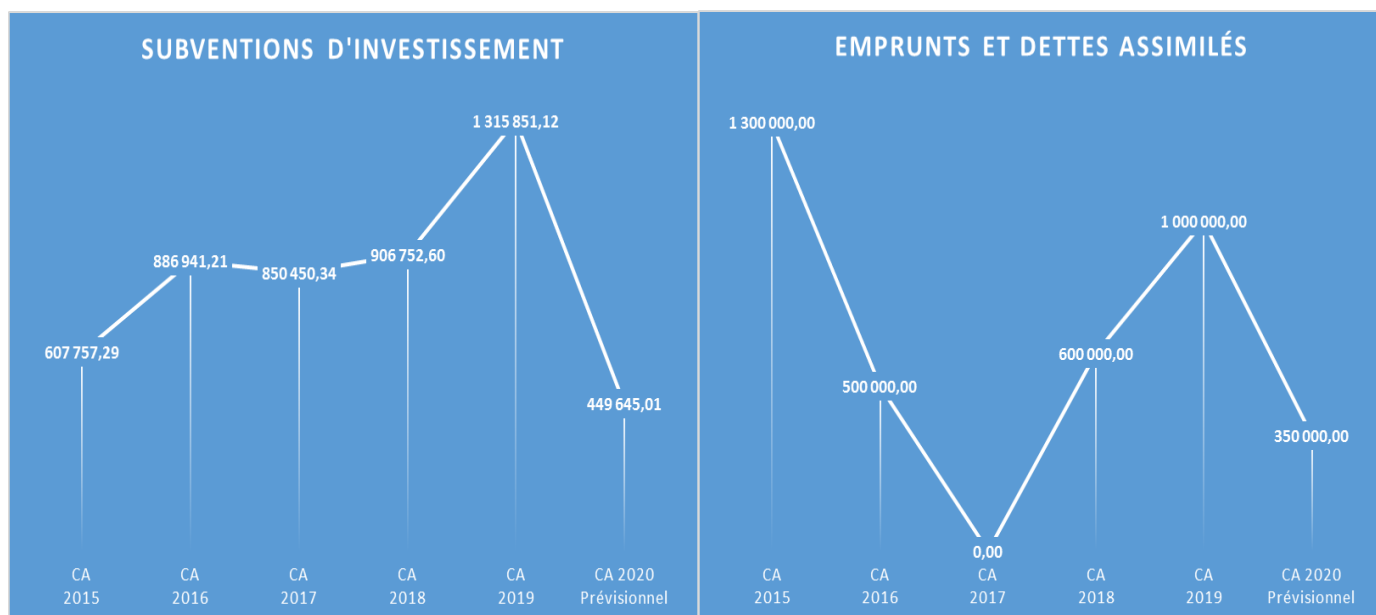 SUBVENTIONS D'INVESTISSEMENT
1 315 851,12
886 941,21
850 450,34
906 752,60
607 757,29
449 645,01
CA
2015
CA
2016
CA
2017
CA
2018
CA
2019
CA 2020
Prévisionnel
EMPRUNTS ET DETTES ASSIMILÉS
1 300 000,00
1 000 000,00
600 000,00
500 000,00
350 000,00
0,00
CA
2015
CA
2016
CA
2017
CA
2018
CA
2019
CA 2020
Prévisionnel